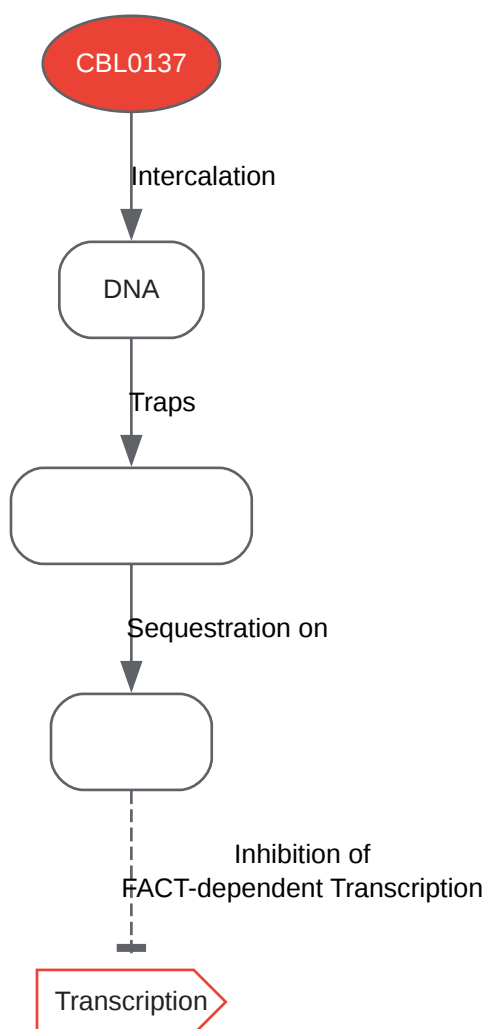 CBL0137
Intercalation
DNA
Traps
Sequestration on
Inhibition of
FACT-dependent Transcription
Transcription